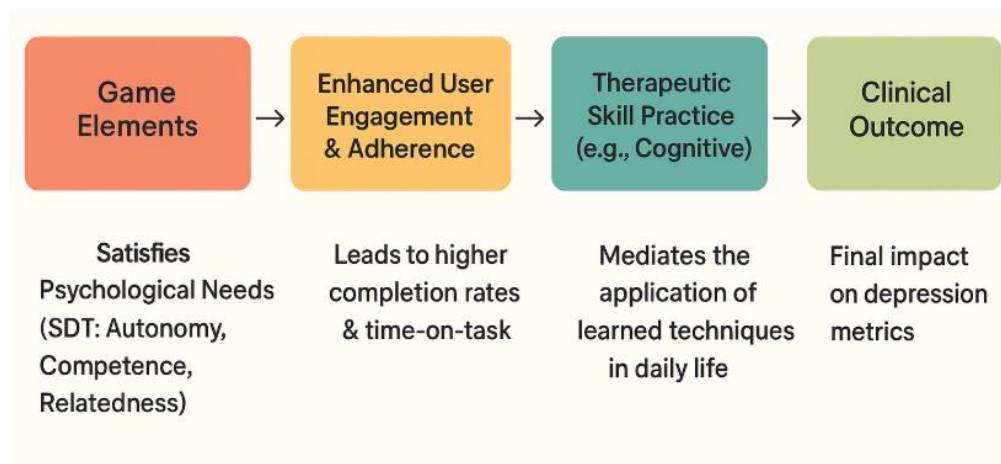 Game
Elements
Enhanced User
Engagement
& Adherence
Therapeutic
Skill Practice
(e.g., Cognitive)
Clinical
Outcome
Satisfies
Psychological Needs
(SDT: Autonomy,
Competence,
Relatedness)
Leads to higher
completion rates
& time-on-task
Mediates the
application of
learned techniques
in daily life
Final impact
on depression
metrics